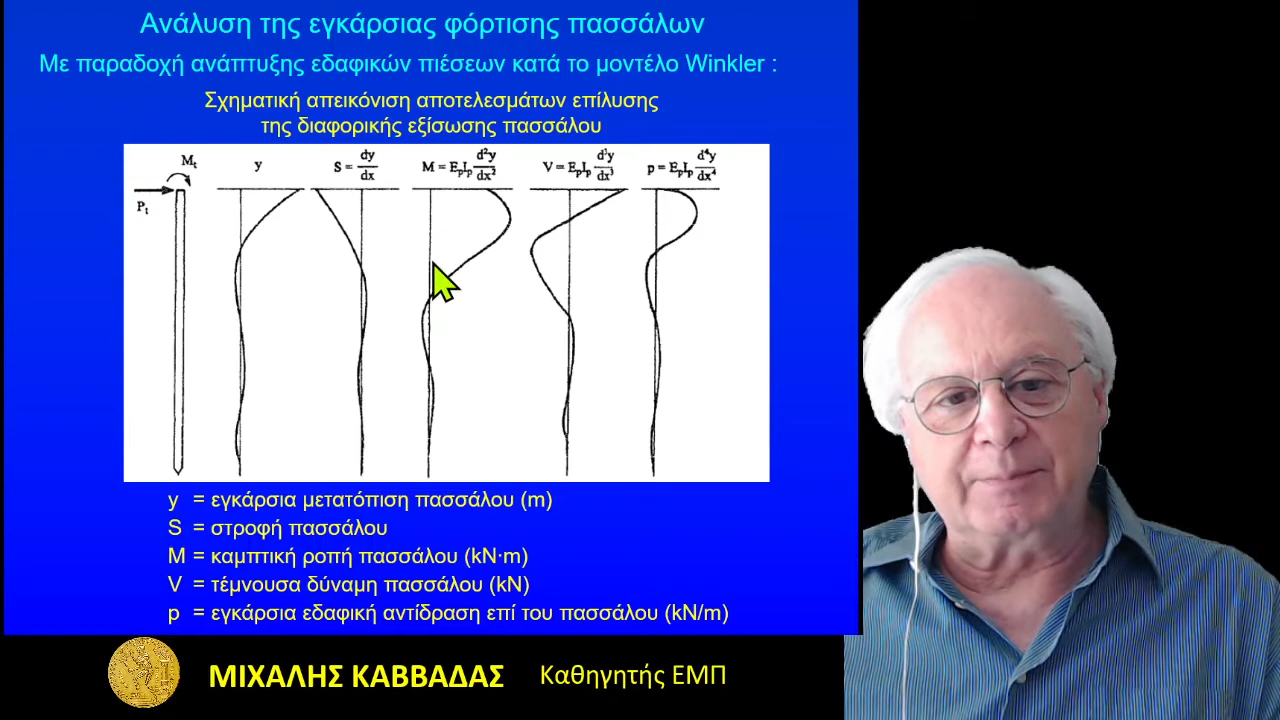 Ανάλυση της εγκάρσιας φόρτισης πασσάλων
Με παραδοχή ανάπτυξης εδαφικών πιέσεων κατά το μοντέλο Winkler :
Σχηματική απεικόνιση αποτελεσμάτων επίλυσης
της διαφορικής εξίσωσης πασσάλου
Mt
Pt
y
S = dy/dx
M = EpIp d²y/dx²
V = EpIp d³y/dx³
p = EpIp d⁴y/dx⁴
y = εγκάρσια μετατόπιση πασσάλου (m)
S = στροφή πασσάλου
M = καμπτική ροπή πασσάλου (kN·m)
V = τέμνουσα δύναμη πασσάλου (kN)
p = εγκάρσια εδαφική αντίδραση επί του πασσάλου (kN/m)
ΜΙΧΑΛΗΣ ΚΑΒΒΑΔΑΣ Καθηγητής ΕΜΠ